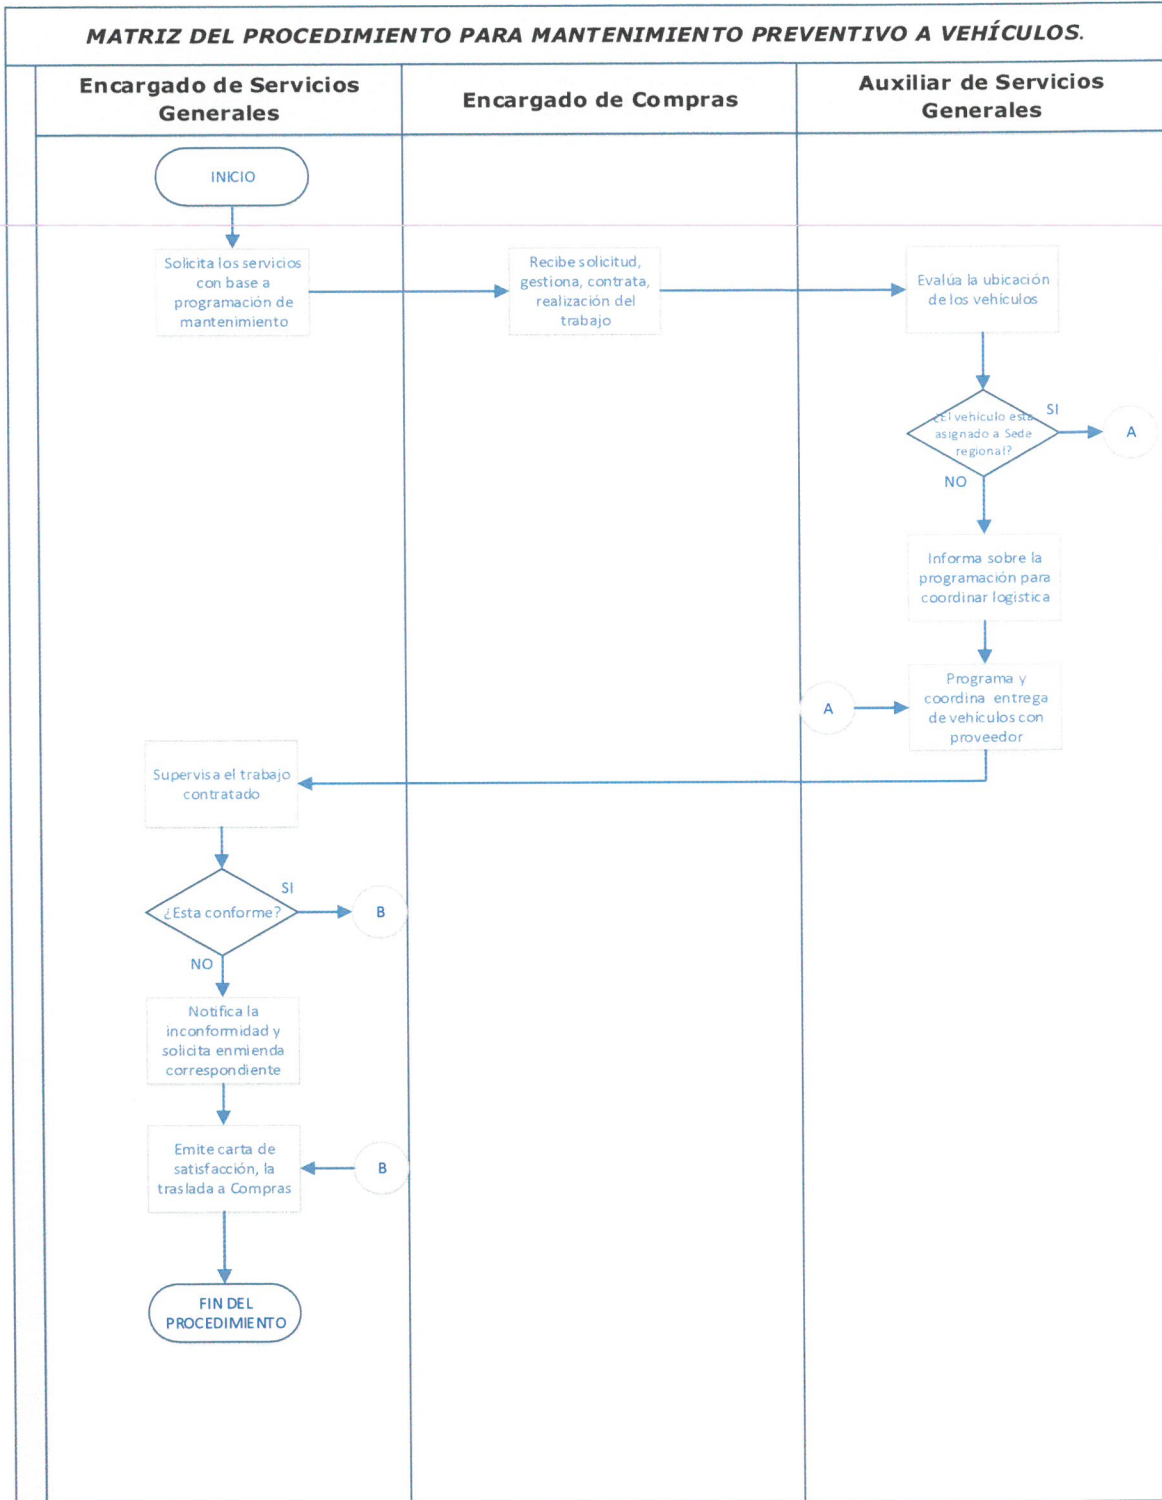 MATRIZ DEL PROCEDIMIENTO PARA MANTENIMIENTO PREVENTIVO A VEHÍCULOS.
Encargado de Servicios
Generales
Encargado de Compras
Auxiliar de Servicios
Generales
INICIO
Solicita los servicios
con base a
programación de
mantenimiento
Recibe solicitud,
gestiona, contrata,
realización del
trabajo
Evalúa la ubicación
de los vehículos
¿El vehículo esta
asignado a Sede
regional?
SI
A
NO
Informa sobre la
programación para
coordinar logistica
A
Programa y
coordina entrega
de vehículos con
proveedor
Supervisa el trabajo
contratado
¿Esta conforme?
SI
B
NO
Notifica la
inconformidad y
solicita enmienda
correspondiente
Emite carta de
satisfacción, la
traslada a Compras
B
FIN DEL
PROCEDIMIENTO